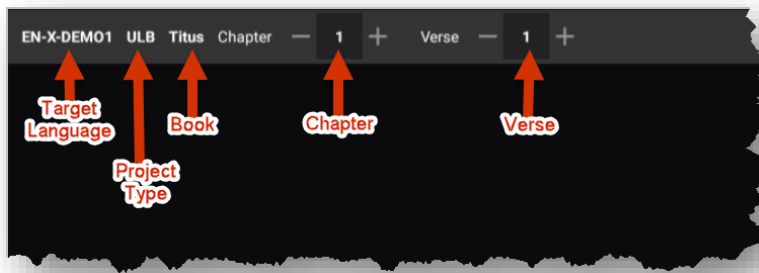 EN-X-DEMO1 ULB Titus Chapter — 1 + Verse — 1 +
Target
Language
Book
Chapter
Verse
Project
Type